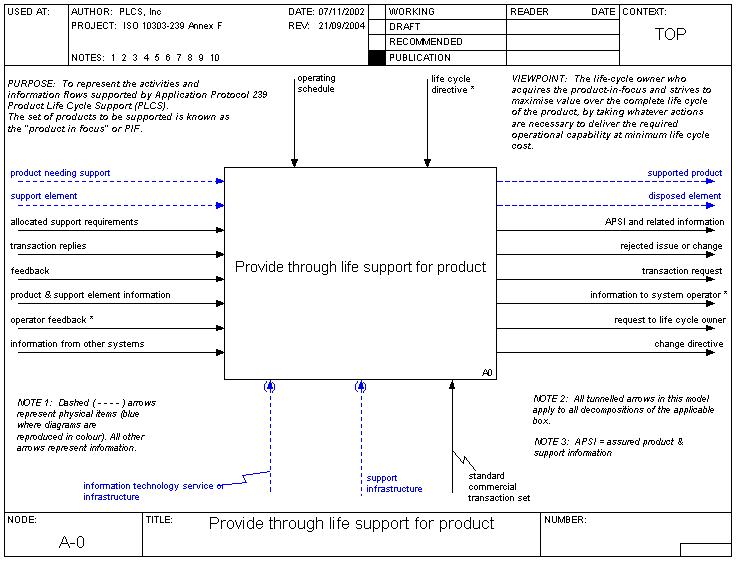 USED AT:
AUTHOR: PLCS, Inc
DATE: 07/11/2002
PROJECT: ISO 10303-239 Annex F
REV: 21/09/2004
NOTES: 1 2 3 4 5 6 7 8 9 10
WORKING
DRAFT
RECOMMENDED
PUBLICATION
READER
DATE
CONTEXT:
TOP
PURPOSE: To represent the activities and
information flows supported by Application Protocol 239
Product Life Cycle Support (PLCS).
The set of products to be supported is known as
the "product in focus" or PIF.
operating
schedule
life cycle
directive *
VIEWPOINT: The life-cycle owner who
acquires the product-in-focus and strives to
maximise value over the complete life cycle
of the product, by taking whatever actions
are necessary to deliver the required
operational capability at minimum life cycle
cost.
product needing support
support element
allocated support requirements
transaction replies
feedback
product & support element information
operator feedback *
information from other systems
Provide through life support for product
A0
supported product
disposed element
APSI and related information
rejected issue or change
transaction request
information to system operator *
request to life cycle owner
change directive
( )
( )
NOTE 1: Dashed ( - - - - ) arrows
represent physical items (blue
where diagrams are
reproduced in colour). All other
arrows represent information.
NOTE 2: All tunnelled arrows in this model
apply to all decompositions of the applicable
box.
NOTE 3: APSI = assured product &
support information
information technology service or
infrastructure
support
infrastructure
standard
commercial
transaction set
NODE:
A-0
TITLE:
Provide through life support for product
NUMBER: